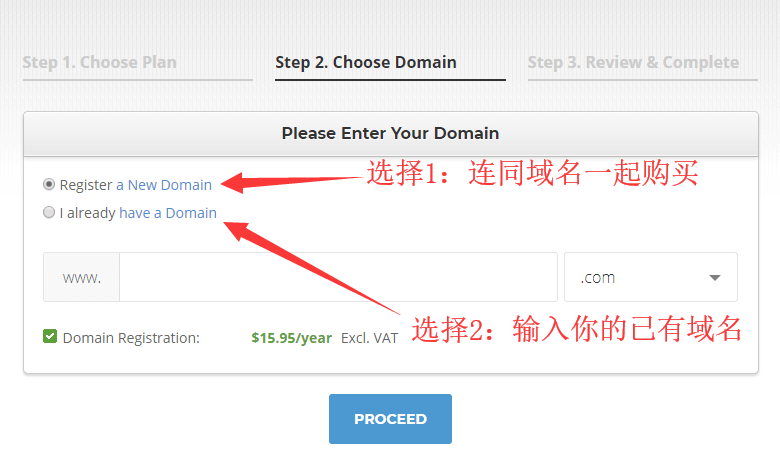 Step 1. Choose Plan
Step 2. Choose Domain
Step 3. Review & Complete
Please Enter Your Domain
Register a New Domain
选择1：连同域名一起购买
I already have a Domain
www.
.com
选择2：输入你的已有域名
Domain Registration: $15.95/year Excl. VAT
PROCEED